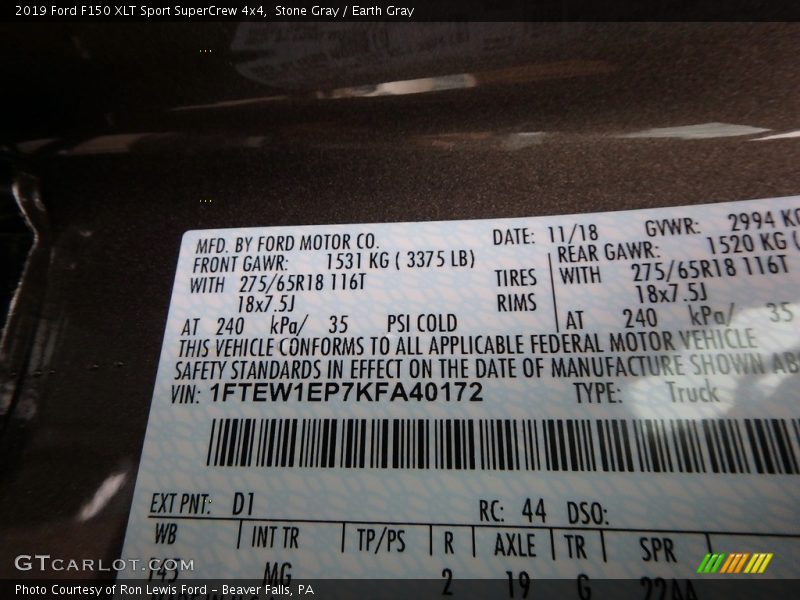 2019 Ford F150 XLT Sport SuperCrew 4x4,  Stone Gray / Earth Gray
MFD. BY FORD MOTOR CO. DATE: 11/18 GVWR: 2994 KG
FRONT GAWR: 1531 KG ( 3375 LB) REAR GAWR: 1520 KG (
WITH 275/65R18 116T TIRES WITH 275/65R18 116T
18x7.5J RIMS 18x7.5J
AT 240 kPa/ 35 PSI COLD AT 240 kPa/ 35
THIS VEHICLE CONFORMS TO ALL APPLICABLE FEDERAL MOTOR VEHICLE
SAFETY STANDARDS IN EFFECT ON THE DATE OF MANUFACTURE SHOWN AB
VIN: 1FTEW1EP7KFA40172 TYPE: Truck
EXT PNT: D1 RC: 44 DSO:
WB INT TR TP/PS R AXLE TR SPR
145 MG 2 19 G 22AA
GTCARLOT.COM
Photo Courtesy of Ron Lewis Ford – Beaver Falls, PA